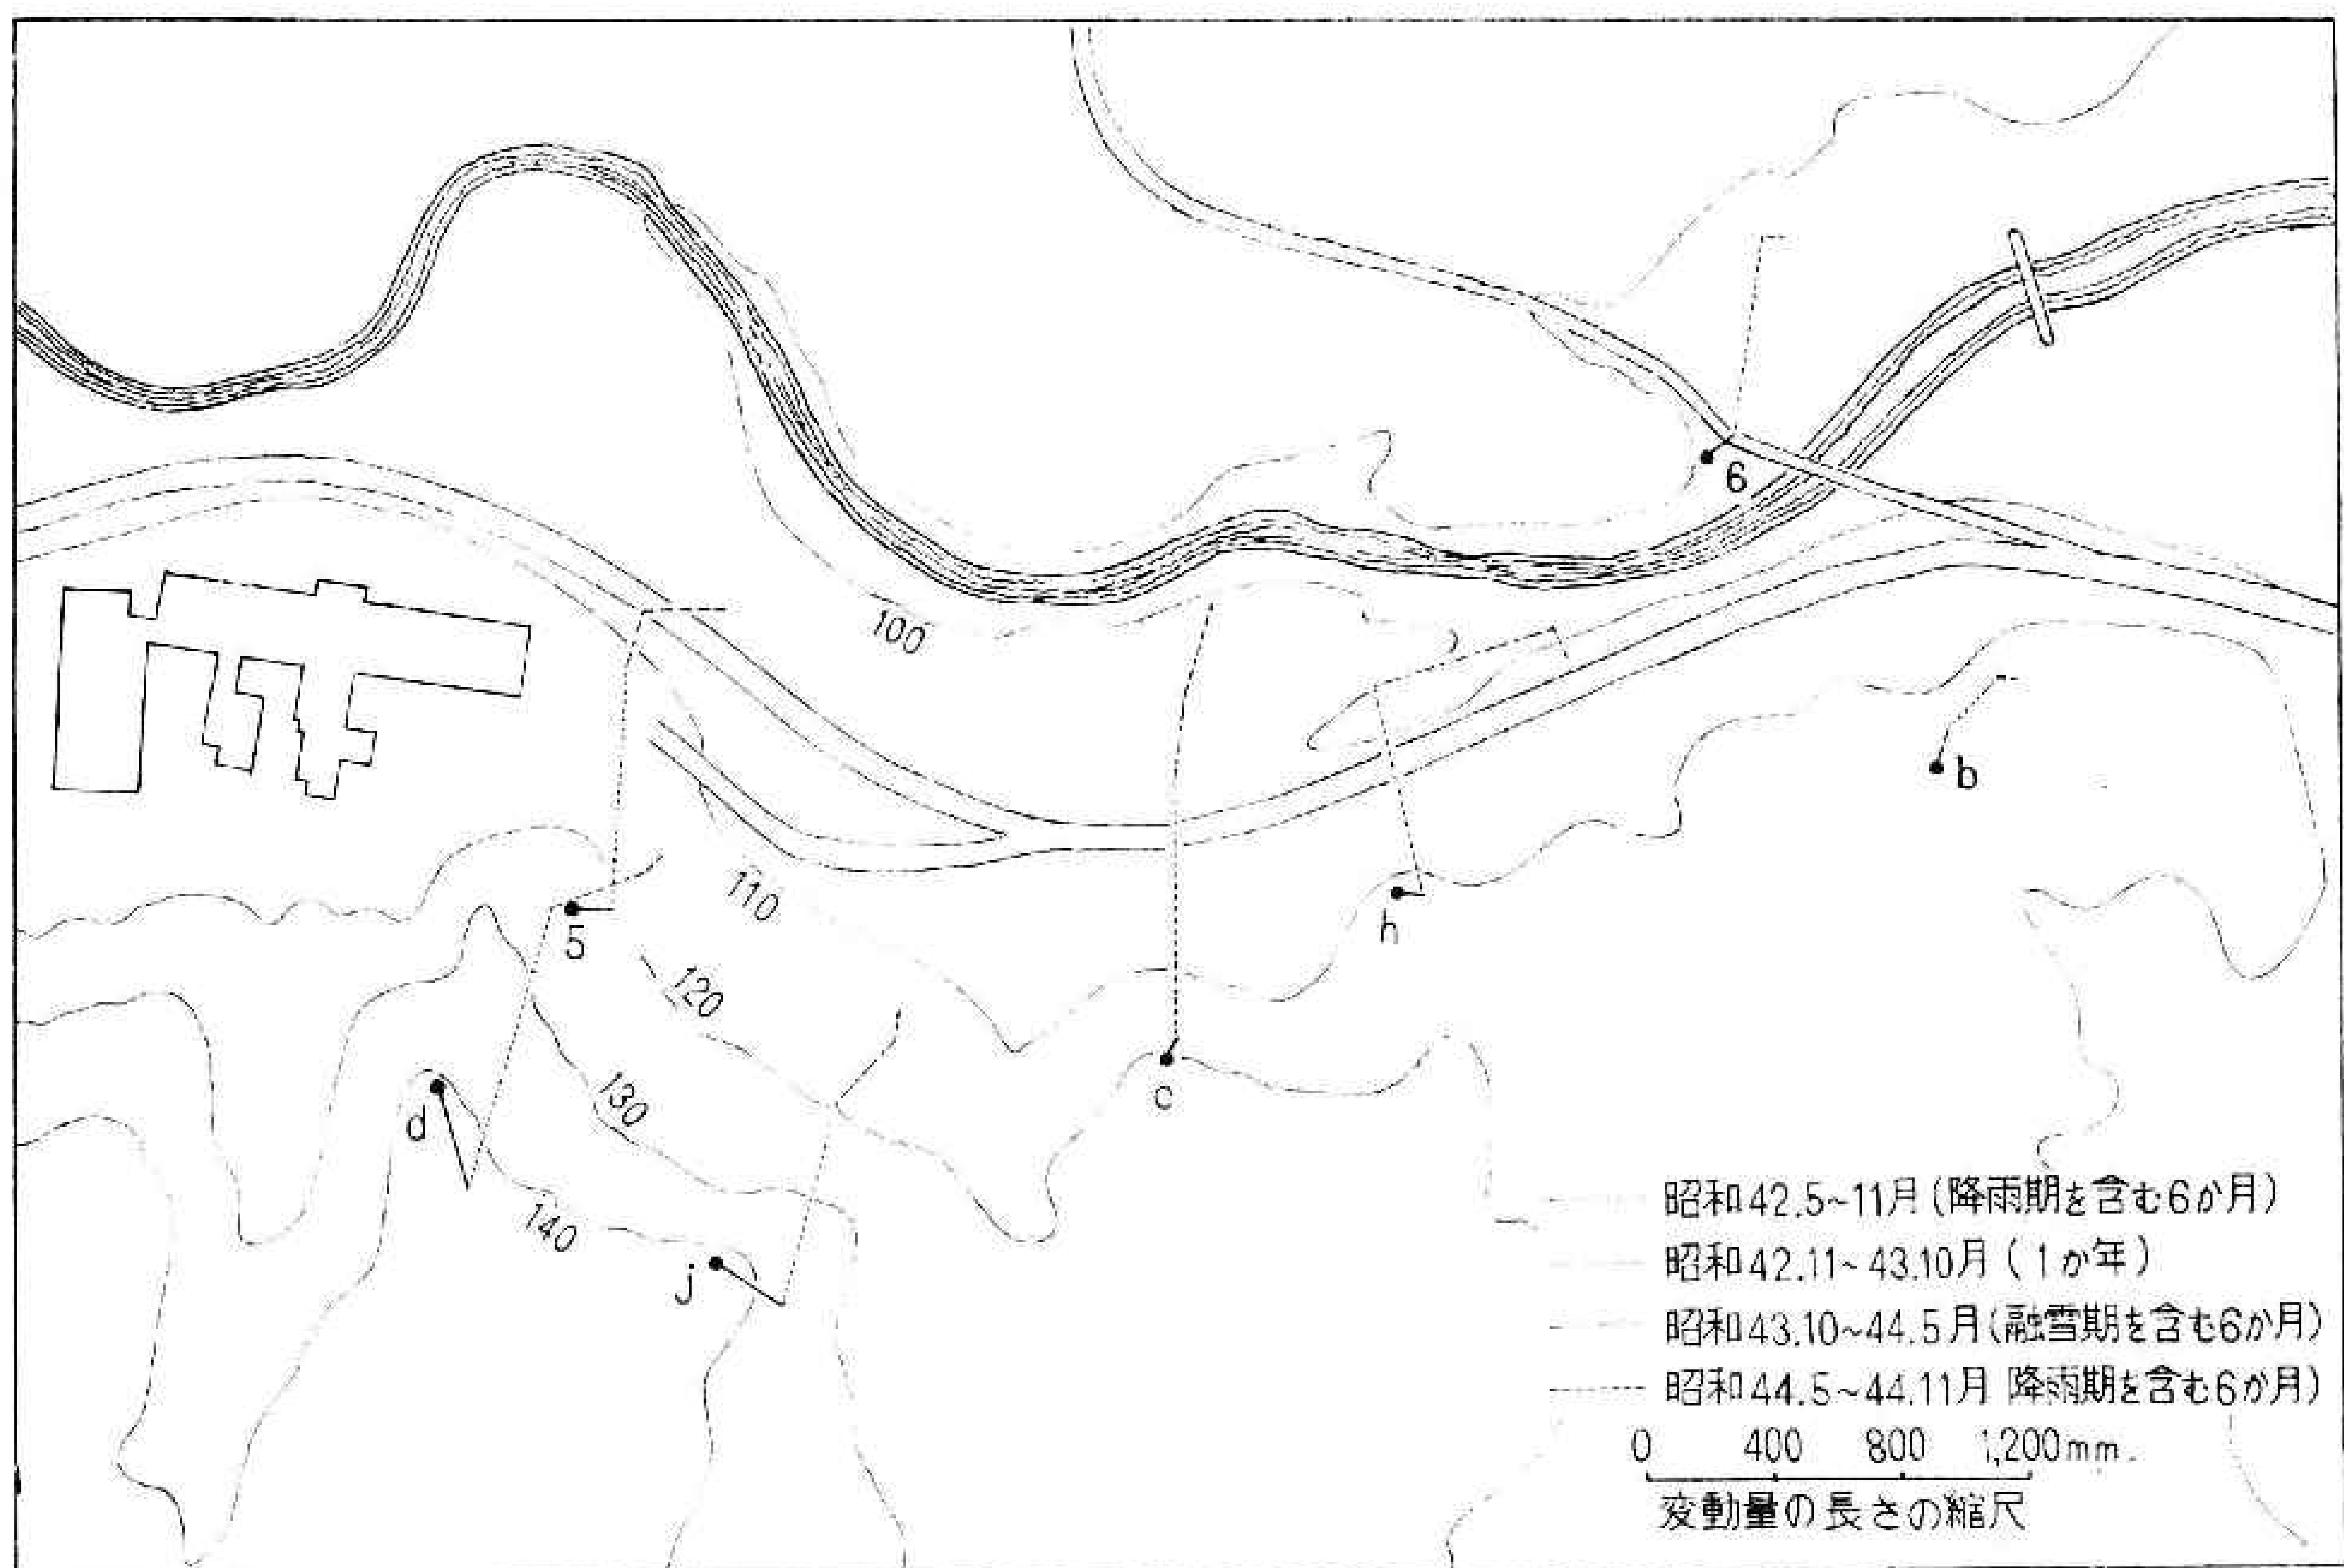 6
100
b
110
h
5
120
c
130
d
140
j
昭和42.5~11月(降雨期を含む6か月)
昭和42.11~43.10月(1か年)
昭和43.10~44.5月(融雪期を含む6か月)
昭和44.5~44.11月 降雨期を含む6か月)
0 400 800 1,200mm.
変動量の長さの縮尺